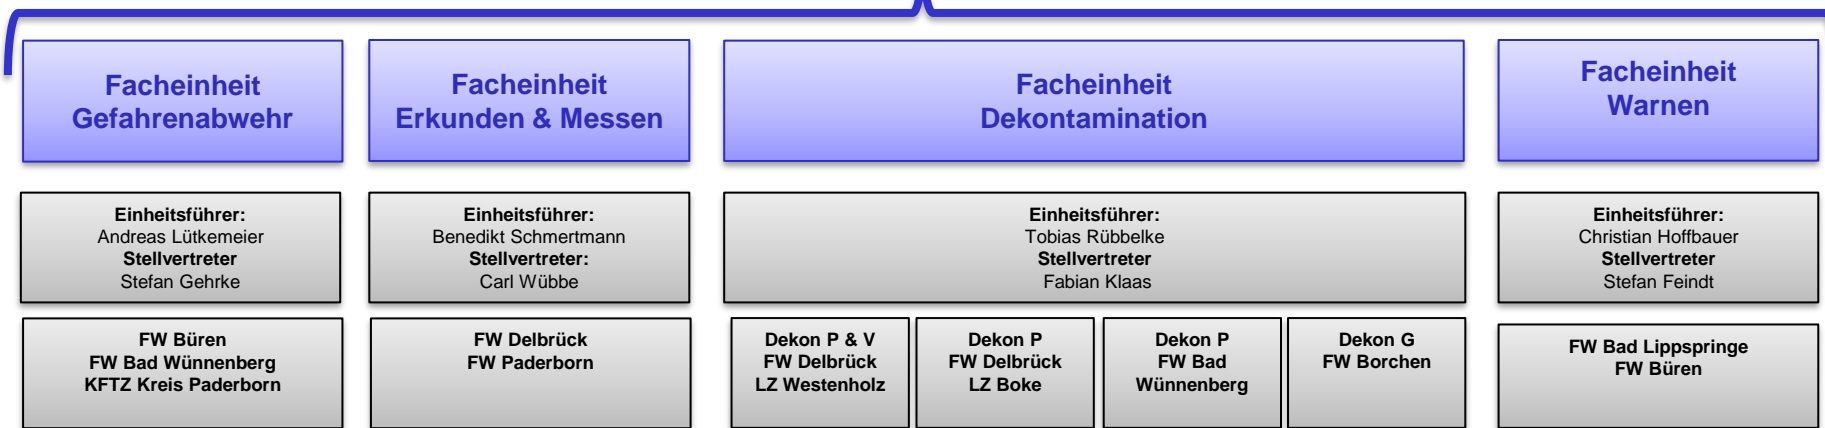 Facheinheit
Gefahrenabwehr
Facheinheit
Erkunden & Messen
Facheinheit
Dekontamination
Facheinheit
Warnen
Einheitsführer:
Andreas Lütkemeier
Stellvertreter
Stefan Gehrke
Einheitsführer:
Benedikt Schmertmann
Stellvertreter:
Carl Wübbe
Einheitsführer:
Tobias Rübbelke
Stellvertreter
Fabian Klaas
Einheitsführer:
Christian Hoffbauer
Stellvertreter
Stefan Feindt
FW Büren
FW Bad Wünnenberg
KFTZ Kreis Paderborn
FW Delbrück
FW Paderborn
Dekon P & V
FW Delbrück
LZ Westenholz
Dekon P
FW Delbrück
LZ Boke
Dekon P
FW Bad
Wünnenberg
Dekon G
FW Borchen
FW Bad Lippspringe
FW Büren